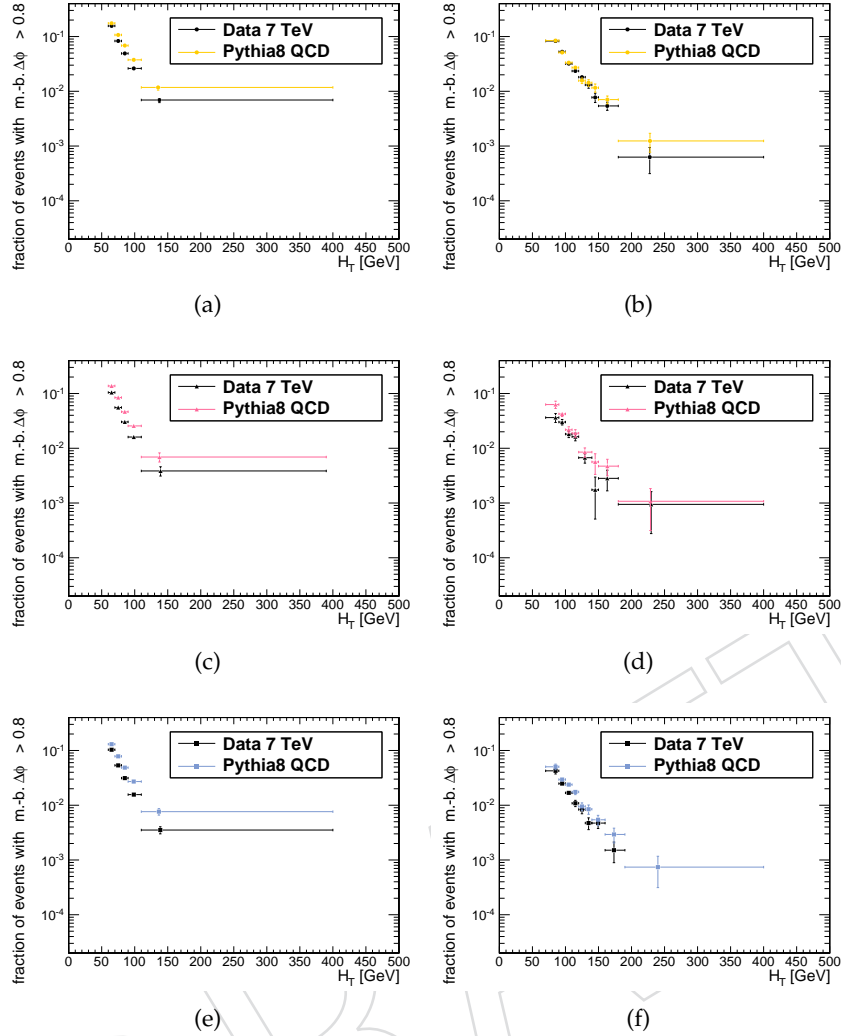 fraction of events with m.-b. Δϕ > 0.8
10⁻¹
10⁻²
10⁻³
10⁻⁴
Data 7 TeV
Pythia8 QCD
0 50 100 150 200 250 300 350 400 450 500
H_T [GeV]
(a)
fraction of events with m.-b. Δϕ > 0.8
10⁻¹
10⁻²
10⁻³
10⁻⁴
Data 7 TeV
Pythia8 QCD
0 50 100 150 200 250 300 350 400 450 500
H_T [GeV]
(b)
fraction of events with m.-b. Δϕ > 0.8
10⁻¹
10⁻²
10⁻³
10⁻⁴
Data 7 TeV
Pythia8 QCD
0 50 100 150 200 250 300 350 400 450 500
H_T [GeV]
(c)
fraction of events with m.-b. Δϕ > 0.8
10⁻¹
10⁻²
10⁻³
10⁻⁴
Data 7 TeV
Pythia8 QCD
0 50 100 150 200 250 300 350 400 450 500
H_T [GeV]
(d)
fraction of events with m.-b. Δϕ > 0.8
10⁻¹
10⁻²
10⁻³
10⁻⁴
Data 7 TeV
Pythia8 QCD
0 50 100 150 200 250 300 350 400 450 500
H_T [GeV]
(e)
fraction of events with m.-b. Δϕ > 0.8
10⁻¹
10⁻²
10⁻³
10⁻⁴
Data 7 TeV
Pythia8 QCD
0 50 100 150 200 250 300 350 400 450 500
H_T [GeV]
(f)